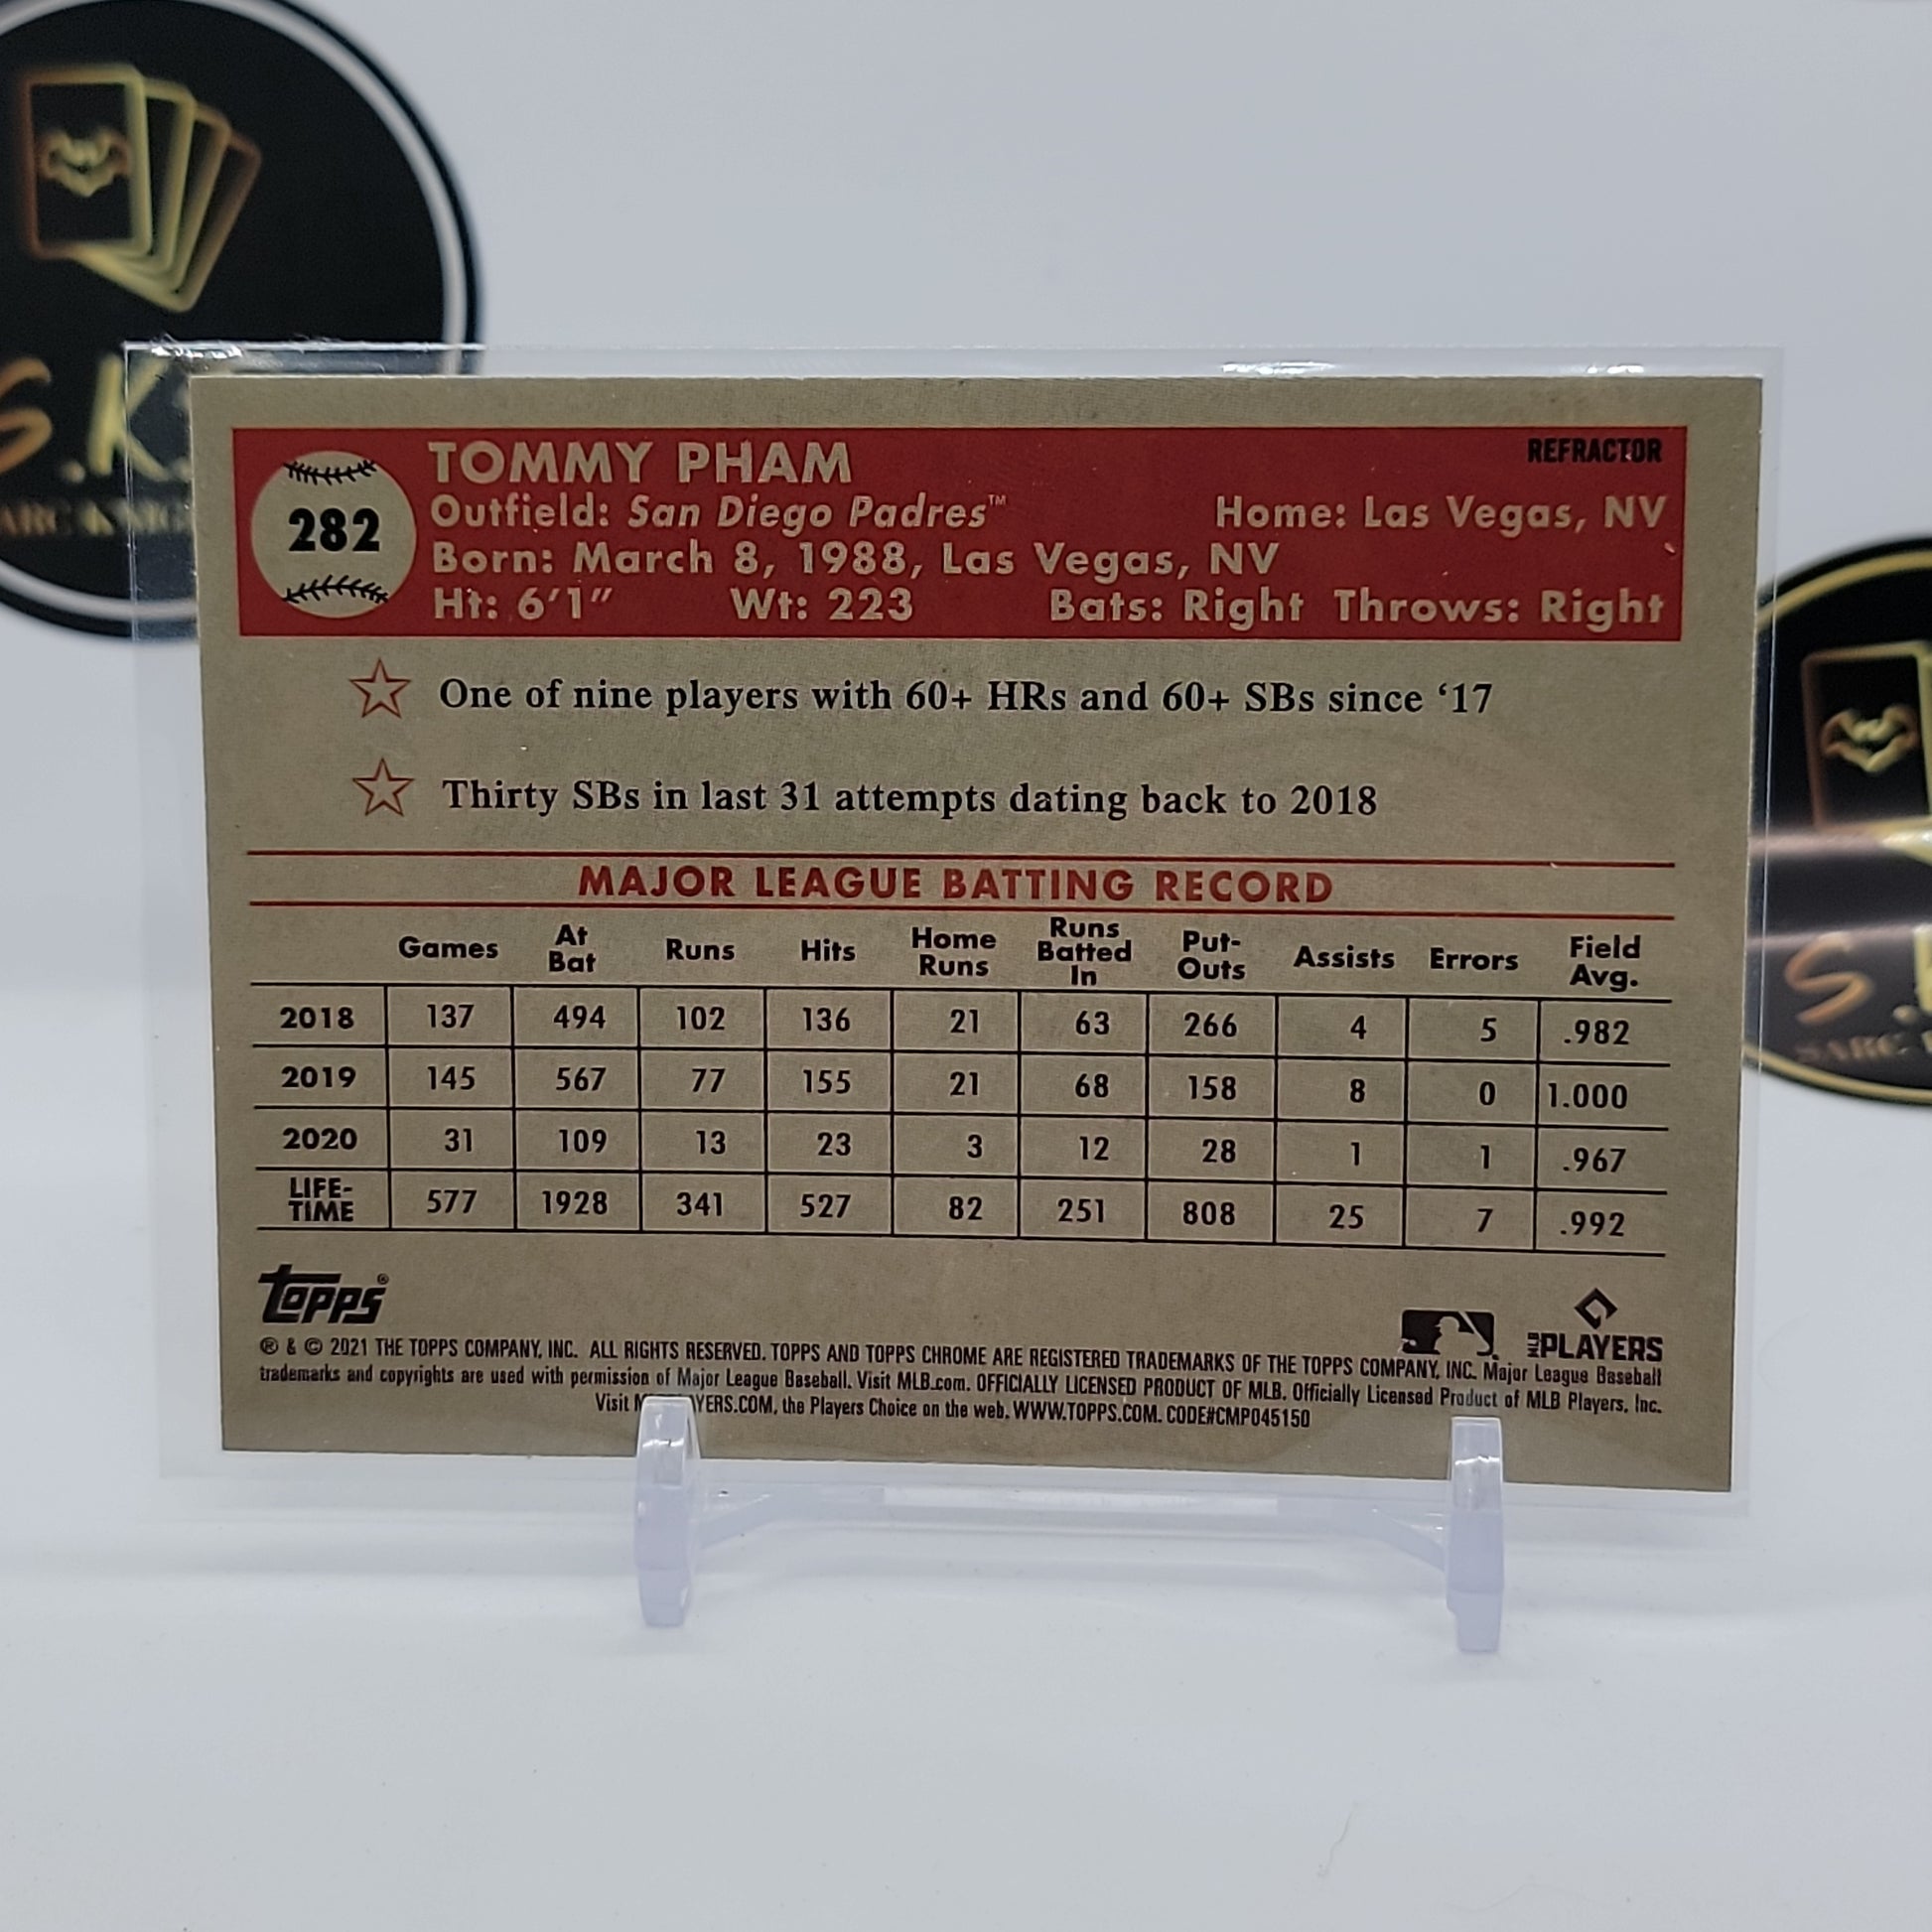 S.K.
TOMMY PHAM
REFRACTOR
282
Outfield: San Diego Padres™ Home: Las Vegas, NV
Born: March 8, 1988, Las Vegas, NV
Ht: 6'1" Wt: 223 Bats: Right Throws: Right
One of nine players with 60+ HRs and 60+ SBs since ‘17
Thirty SBs in last 31 attempts dating back to 2018
MAJOR LEAGUE BATTING RECORD
Games At Bat Runs Hits Home Runs Runs Batted In Put-Outs Assists Errors Field Avg.
2018 137 494 102 136 21 63 266 4 5 .982
2019 145 567 77 155 21 68 158 8 0 1.000
2020 31 109 13 23 3 12 28 1 1 .967
LIFE-TIME 577 1928 341 527 82 251 808 25 7 .992
Topps®
MLB PLAYERS
® & © 2021 THE TOPPS COMPANY, INC. ALL RIGHTS RESERVED. TOPPS AND TOPPS CHROME ARE REGISTERED TRADEMARKS OF THE TOPPS COMPANY, INC. Major League Baseball
trademarks and copyrights are used with permission of Major League Baseball. Visit MLB.com. OFFICIALLY LICENSED PRODUCT OF MLB. Officially Licensed Product of MLB Players, Inc.
Visit M YERS.COM, the Players Choice on the web. WWW.TOPPS.COM. CODE#CMP045150
S